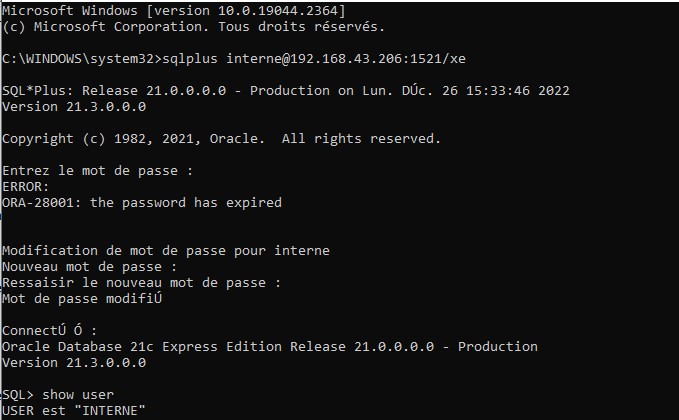 Microsoft Windows [version 10.0.19044.2364]
(c) Microsoft Corporation. Tous droits réservés.
C:\WINDOWS\system32>sqlplus interne@192.168.43.206:1521/xe
SQL*Plus: Release 21.0.0.0.0 - Production on Lun. DÚc. 26 15:33:46 2022
Version 21.3.0.0.0
Copyright (c) 1982, 2021, Oracle.  All rights reserved.
Entrez le mot de passe :
ERROR:
ORA-28001: the password has expired
Modification de mot de passe pour interne
Nouveau mot de passe :
Ressaisir le nouveau mot de passe :
Mot de passe modifiÚ
ConnectÚ Ó :
Oracle Database 21c Express Edition Release 21.0.0.0.0 - Production
Version 21.3.0.0.0
SQL> show user
USER est "INTERNE"